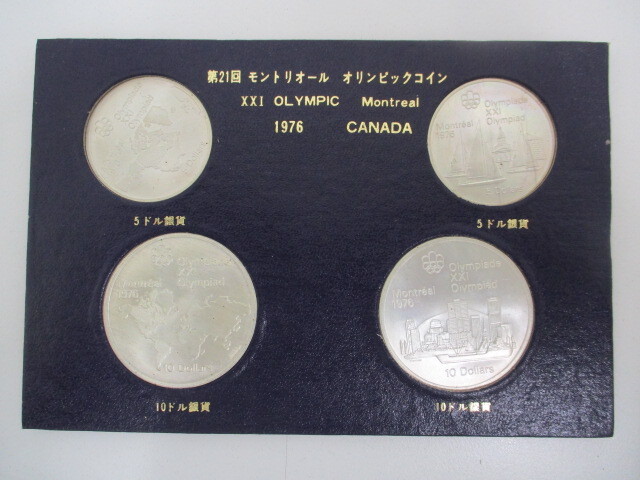 第21回 モントリオール オリンピックコイン
XXI OLYMPIC Montreal
1976 CANADA
Montréal
1976
Olympiade
XXI
Olympiad
5ドル銀貨
5ドル銀貨
Montréal
1976
Olympiade
XXI
Olympiad
10 Dollars
Montréal
1976
Olympiade
XXI
Olympiad
10 Dollars
10ドル銀貨
10ドル銀貨